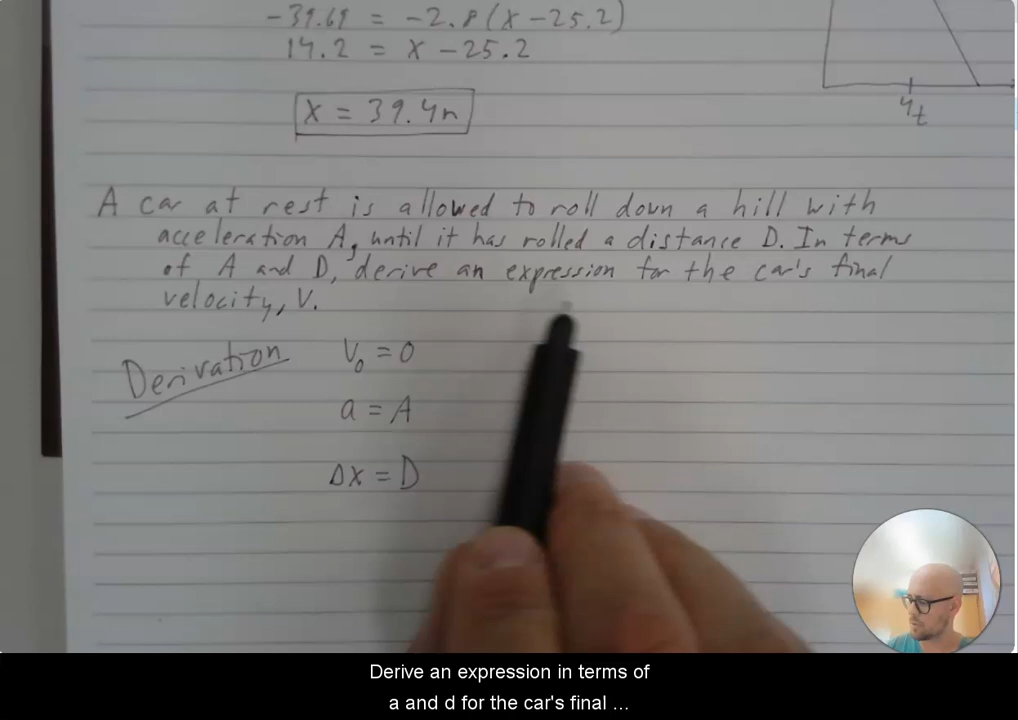 -39.69 = -2.8(x-25.2)
14.2 = x - 25.2
x = 39.4m
4 t
A car at rest is allowed to roll down a hill with
acceleration A, until it has rolled a distance D. In terms
of A and D, derive an expression for the car's final
velocity, V.
Derivation
V₀ = 0
a = A
Δx = D
Derive an expression in terms of
a and d for the car's final ...